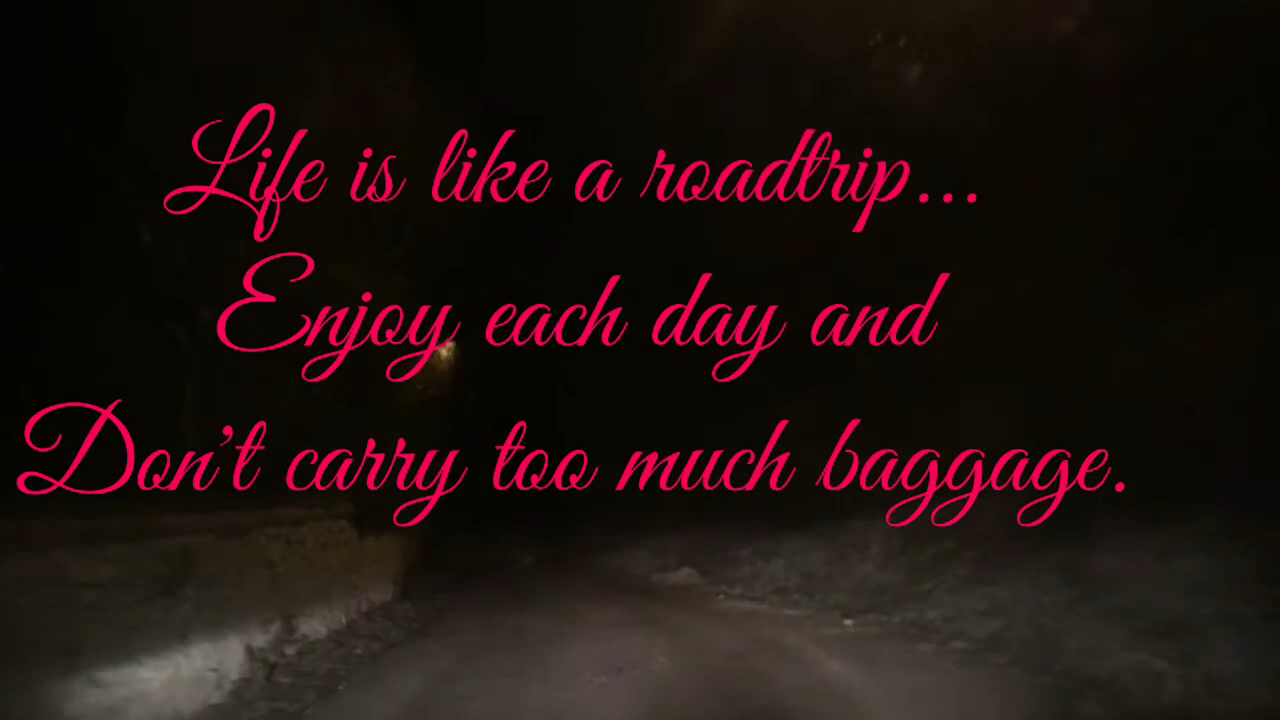 Life is like a roadtrip...
Enjoy each day and
Don't carry too much baggage.